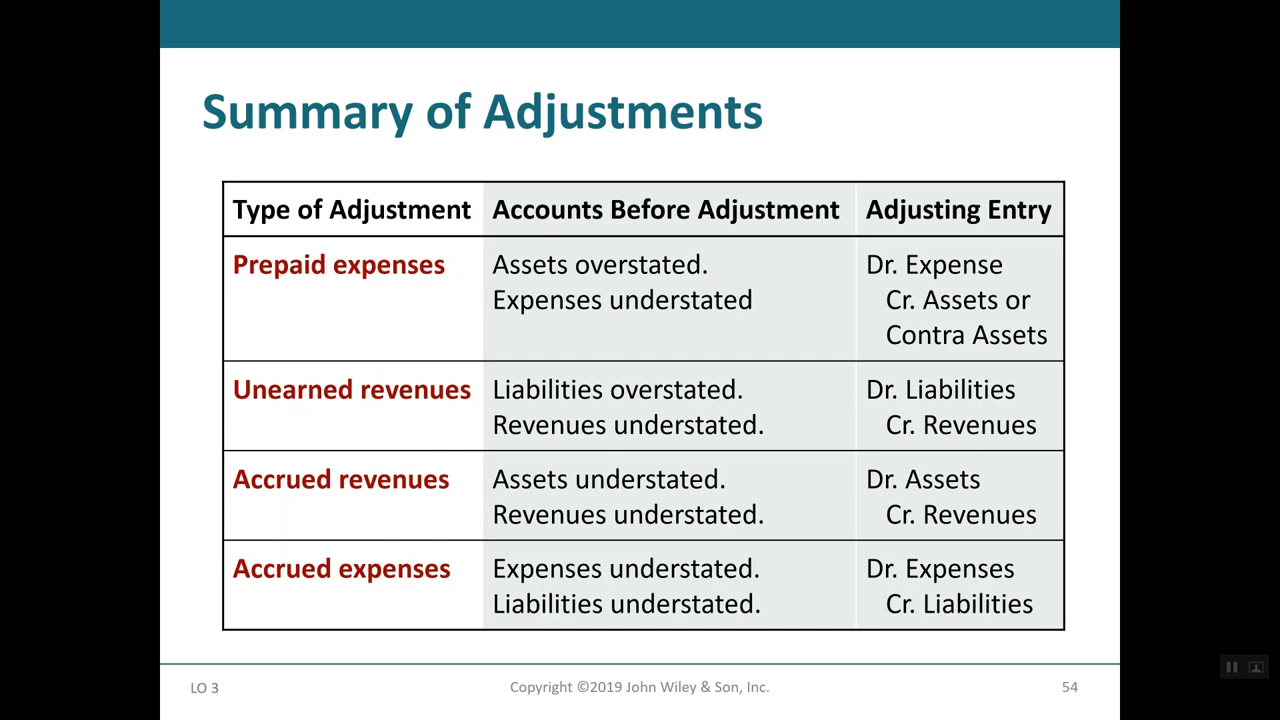 Summary of Adjustments
Type of Adjustment Accounts Before Adjustment Adjusting Entry
Prepaid expenses Assets overstated. Dr. Expense
Expenses understated Cr. Assets or
Contra Assets
Unearned revenues Liabilities overstated. Dr. Liabilities
Revenues understated. Cr. Revenues
Accrued revenues Assets understated. Dr. Assets
Revenues understated. Cr. Revenues
Accrued expenses Expenses understated. Dr. Expenses
Liabilities understated. Cr. Liabilities
LO 3 Copyright ©2019 John Wiley & Son, Inc. 54